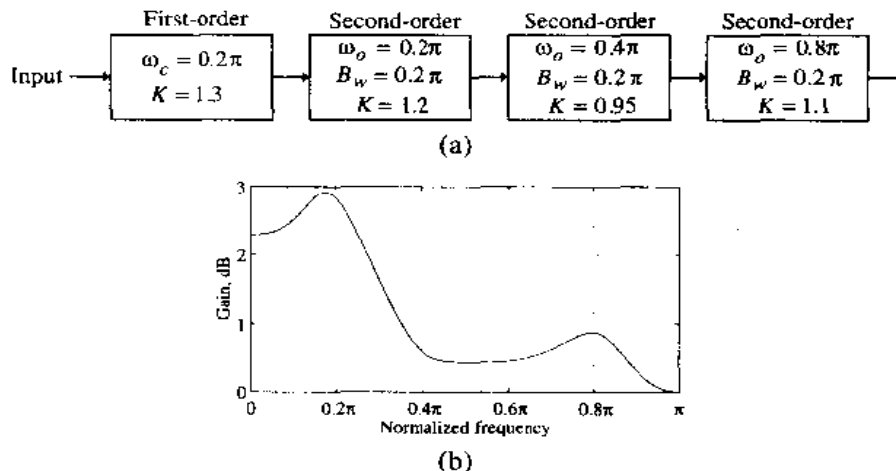 First-order Second-order Second-order Second-order
Input
ω_c = 0.2π
K = 1.3
ω_o = 0.2π
B_w = 0.2π
K = 1.2
ω_o = 0.4π
B_w = 0.2π
K = 0.95
ω_o = 0.8π
B_w = 0.2π
K = 1.1
(a)
Gain, dB
3
2
1
0
0 0.2π 0.4π 0.6π 0.8π π
Normalized frequency
(b)